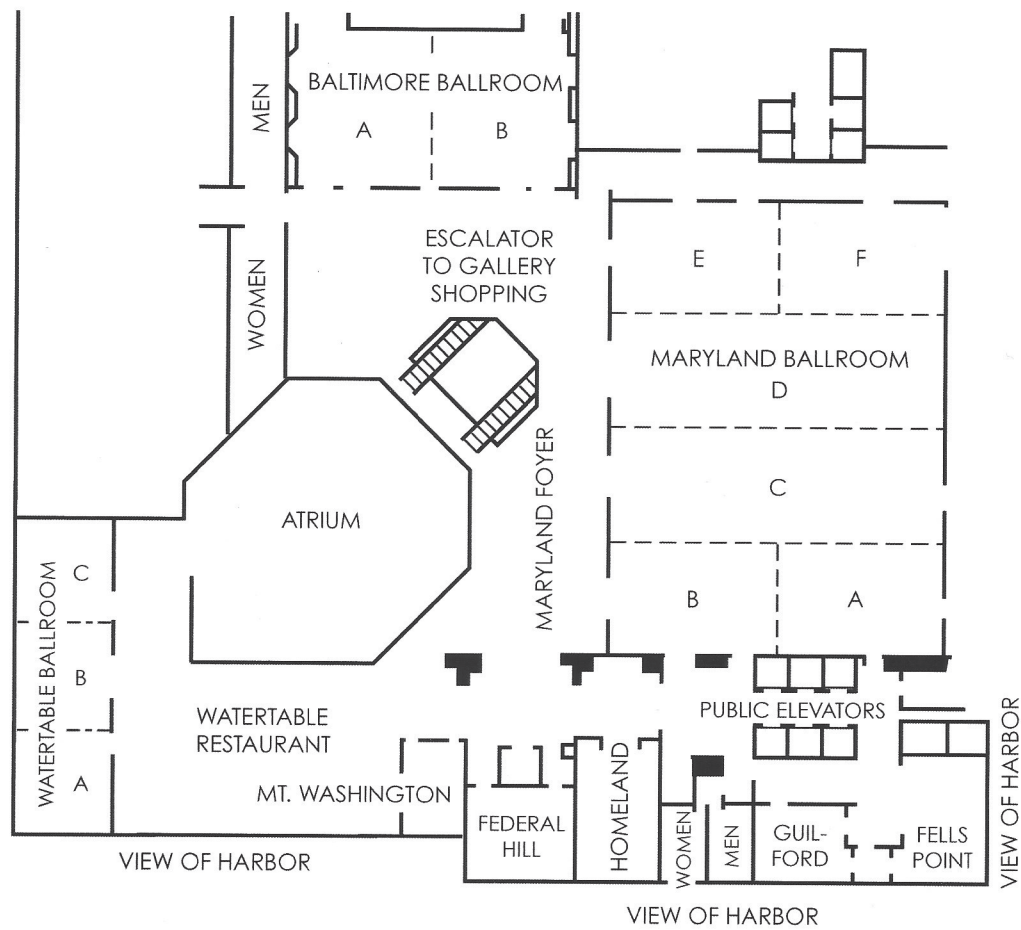 MEN
BALTIMORE BALLROOM
A
B
WOMEN
ESCALATOR
TO GALLERY
SHOPPING
E
F
MARYLAND BALLROOM
D
C
B
A
MARYLAND FOYER
ATRIUM
WATERTABLE BALLROOM
C
B
A
WATERTABLE
RESTAURANT
MT. WASHINGTON
PUBLIC ELEVATORS
FEDERAL
HILL
HOMELAND
WOMEN
MEN
GUIL-
FORD
FELLS
POINT
VIEW OF HARBOR
VIEW OF HARBOR
VIEW OF HARBOR